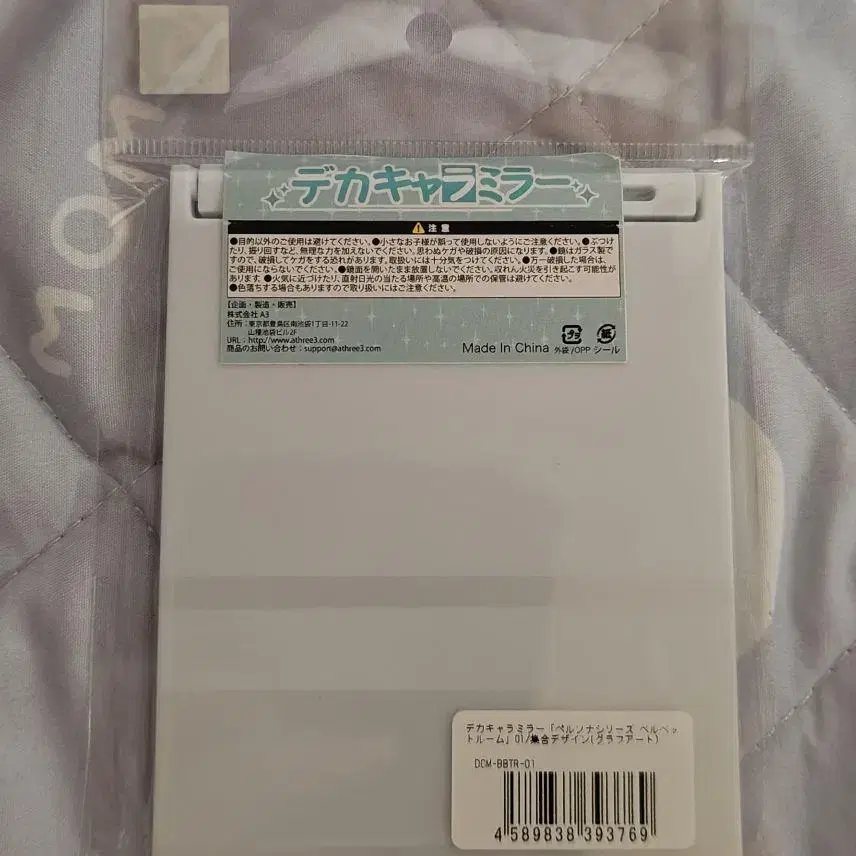 デカキャラミラー
⚠注意
●目的以外のご使用は避けてください。●小さなお子様が誤って使用しないようにご注意ください。●ぶつけ
たり、振り回すなど、無理な力を加えないでください。思わぬケガや破損の原因になります。●鏡はガラス製で
すので、破損してケガをする恐れがあります。取扱いには十分気をつけてください。●万一破損した場合は、
ご使用にならないでください。●鏡面を開いたまま放置しないでください。収れん火災を引き起こす可能性が
あります。●火気に近づけたり、直射日光の当たる場所や高温の場所での保管は避けてください。
●色落ちする場合もありますので取り扱いにはご注意ください。
【企画・製造・販売】
株式会社 A3
住所:東京都豊島区南池袋1丁目-11-22
山種池袋ビル2F
URL:http://www.athree3.com
商品のお問い合わせ:support@athree3.com
Made In China
プラ
紙
外袋/OPP シール
デカキャラミラー「ペルソナシリーズ ベルベッ
トルーム」01/集合デザイン(グラフアート)
DCM-BBTR-01
4 589838 393769